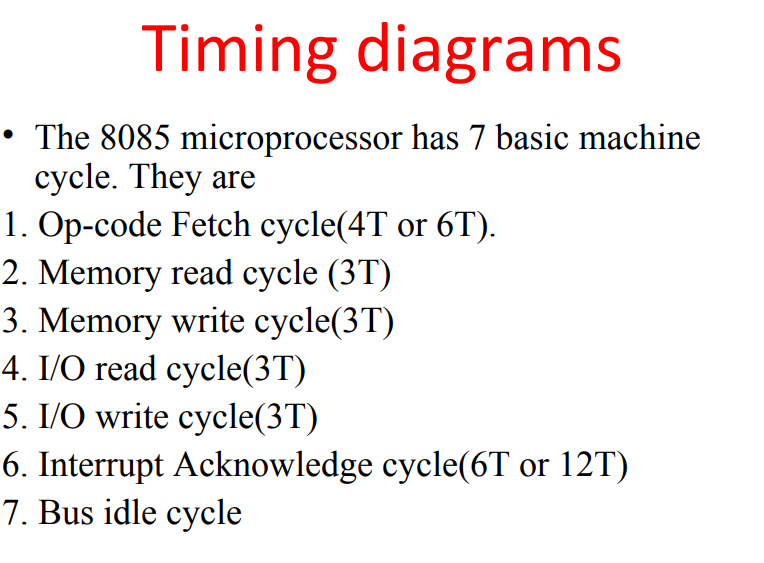 Timing diagrams
• The 8085 microprocessor has 7 basic machine
cycle. They are
1. Op-code Fetch cycle(4T or 6T).
2. Memory read cycle (3T)
3. Memory write cycle(3T)
4. I/O read cycle(3T)
5. I/O write cycle(3T)
6. Interrupt Acknowledge cycle(6T or 12T)
7. Bus idle cycle